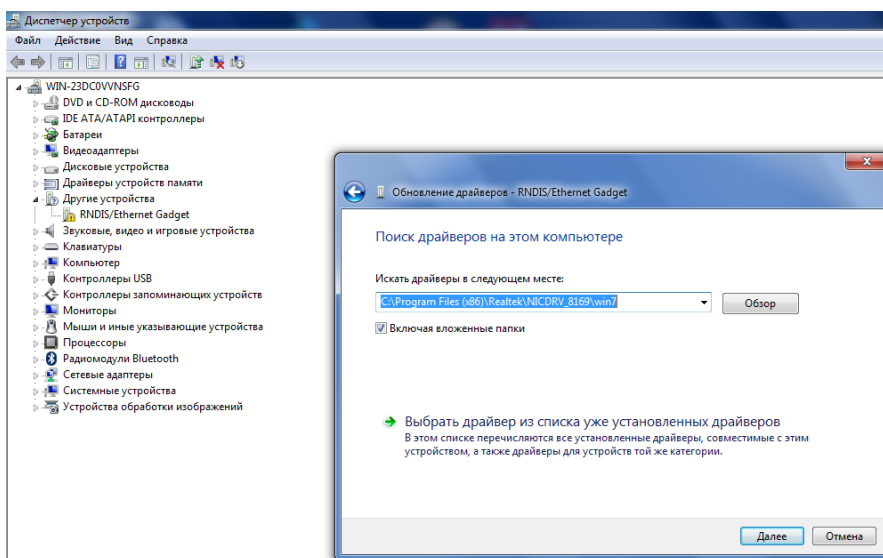 Диспетчер устройств
Файл Действие Вид Справка
WIN-23DC0VVNSFG
DVD и CD-ROM дисководы
IDE ATA/ATAPI контроллеры
Батареи
Видеоадаптеры
Дисковые устройства
Драйверы устройств памяти
Другие устройства
RNDIS/Ethernet Gadget
Звуковые, видео и игровые устройства
Клавиатуры
Компьютер
Контроллеры USB
Контроллеры запоминающих устройств
Мониторы
Мыши и иные указывающие устройства
Процессоры
Радиомодули Bluetooth
Сетевые адаптеры
Системные устройства
Устройства обработки изображений
Обновление драйверов - RNDIS/Ethernet Gadget
Поиск драйверов на этом компьютере
Искать драйверы в следующем месте:
C:\Program Files (x86)\Realtek\NICDRV_8169\win7
Обзор
Включая вложенные папки
Выбрать драйвер из списка уже установленных драйверов
В этом списке перечисляются все установленные драйверы, совместимые с этим
устройством, а также драйверы для устройств той же категории.
Далее Отмена